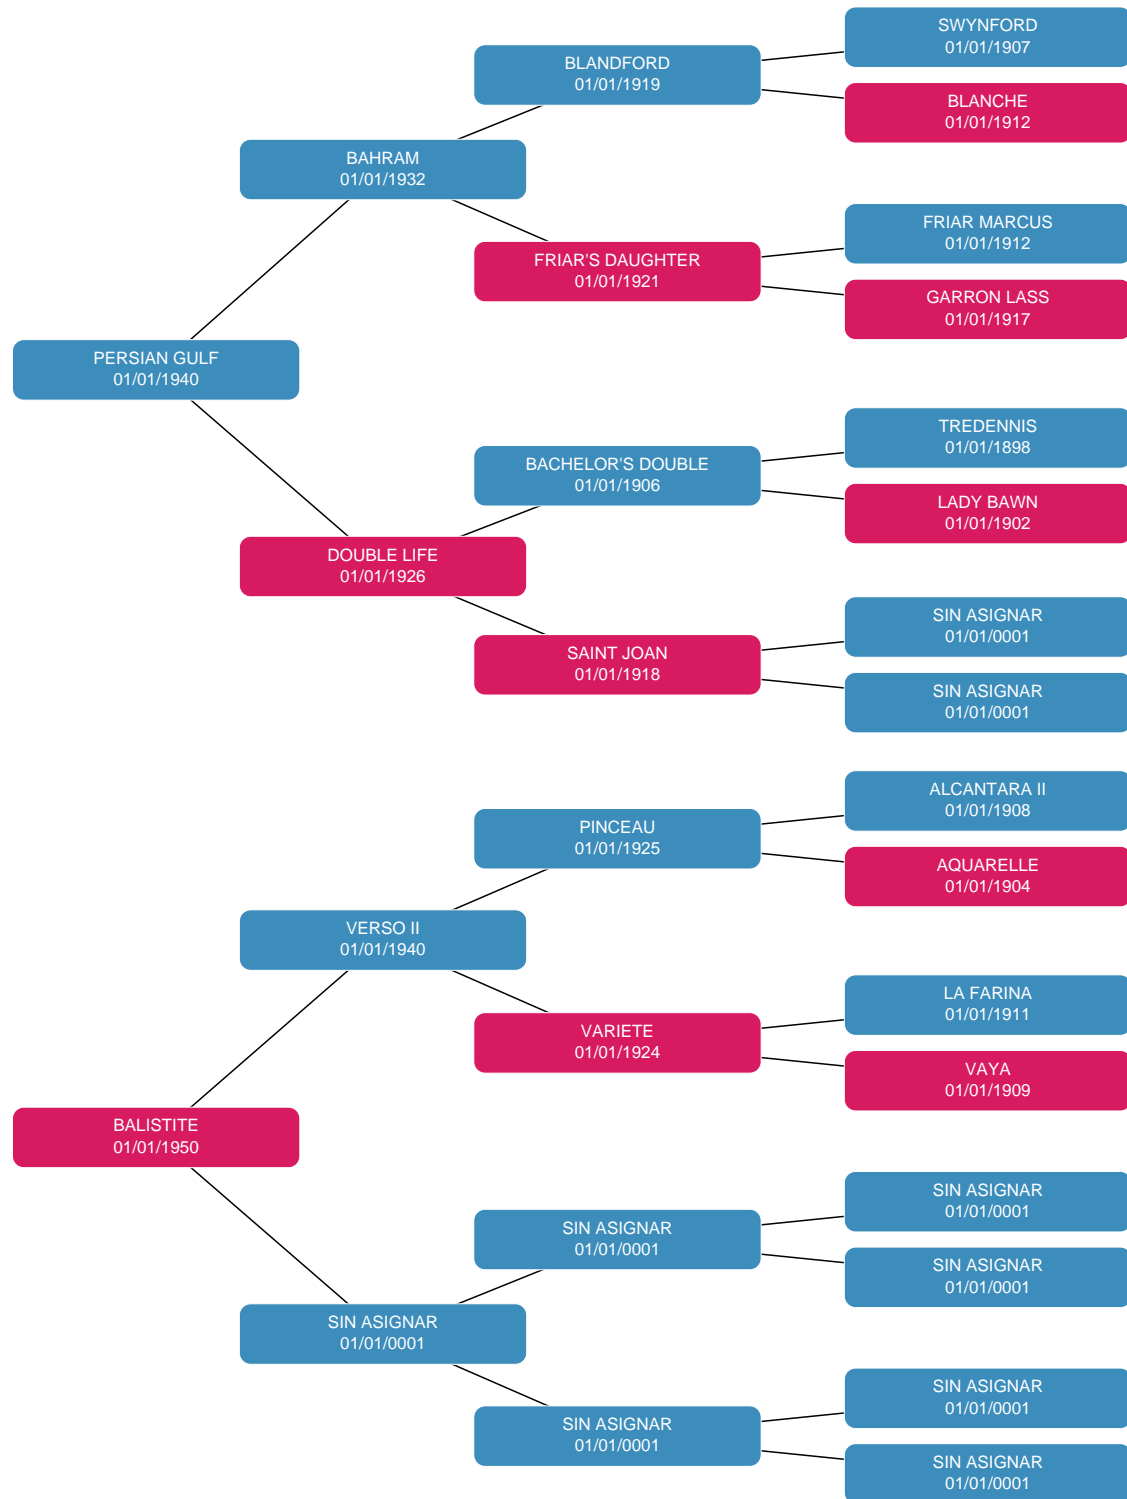 SWYNFORD
01/01/1907
BLANDFORD
01/01/1919
BLANCHE
01/01/1912
BAHRAM
01/01/1932
FRIAR MARCUS
01/01/1912
FRIAR'S DAUGHTER
01/01/1921
GARRON LASS
01/01/1917
PERSIAN GULF
01/01/1940
TREDENNIS
01/01/1898
BACHELOR'S DOUBLE
01/01/1906
LADY BAWN
01/01/1902
DOUBLE LIFE
01/01/1926
SIN ASIGNAR
01/01/0001
SAINT JOAN
01/01/1918
SIN ASIGNAR
01/01/0001
ALCANTARA II
01/01/1908
PINCEAU
01/01/1925
AQUARELLE
01/01/1904
VERSO II
01/01/1940
LA FARINA
01/01/1911
VARIETE
01/01/1924
VAYA
01/01/1909
BALISTITE
01/01/1950
SIN ASIGNAR
01/01/0001
SIN ASIGNAR
01/01/0001
SIN ASIGNAR
01/01/0001
SIN ASIGNAR
01/01/0001
SIN ASIGNAR
01/01/0001
SIN ASIGNAR
01/01/0001
SIN ASIGNAR
01/01/0001